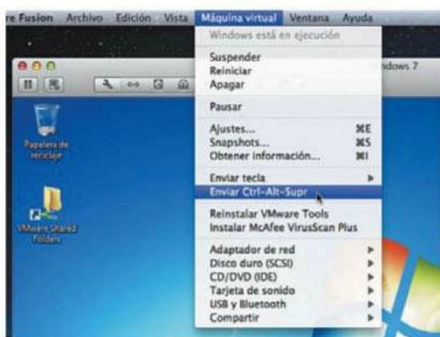 re Fusion Archivo Edición Vista Máquina virtual Ventana Ayuda
Windows está en ejecución
ndows 7
Suspender
Reiniciar
Apagar
Pausar
Ajustes... ⌘E
Snapshots... ⌘S
Obtener información... ⌘I
Enviar tecla
Enviar Ctrl-Alt-Supr
Reinstalar VMware Tools
Instalar McAfee VirusScan Plus
Adaptador de red
Disco duro (SCSI)
CD/DVD (IDE)
Tarjeta de sonido
USB y Bluetooth
Compartir
Papelera de
reciclaje
VMware Shared
Folders